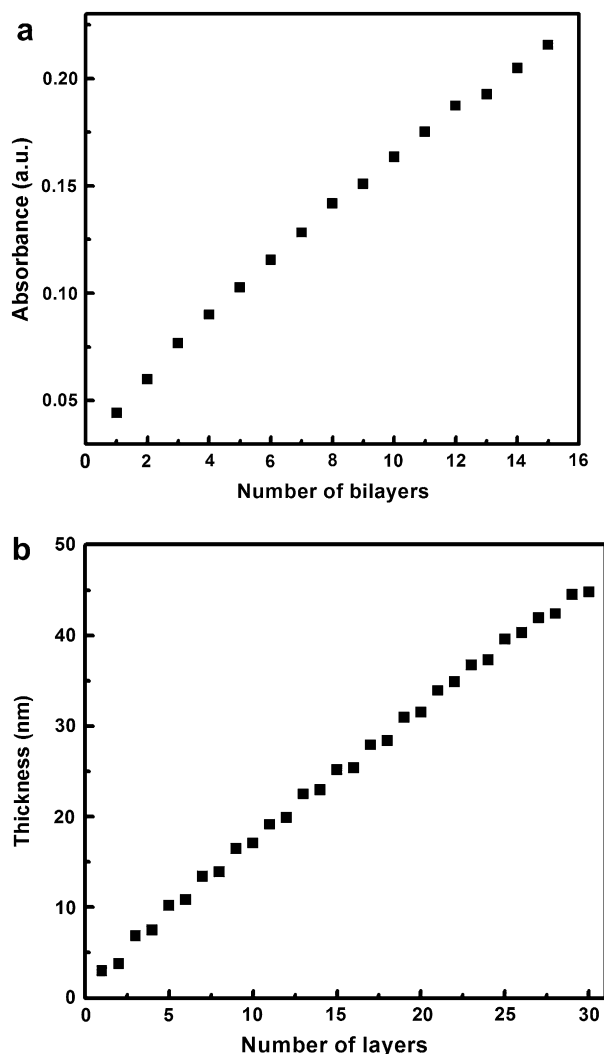 a
0.20
0.15
0.10
0.05
Absorbance (a.u.)
0 2 4 6 8 10 12 14 16
Number of bilayers
b
50
40
30
20
10
0
Thickness (nm)
0 5 10 15 20 25 30
Number of layers